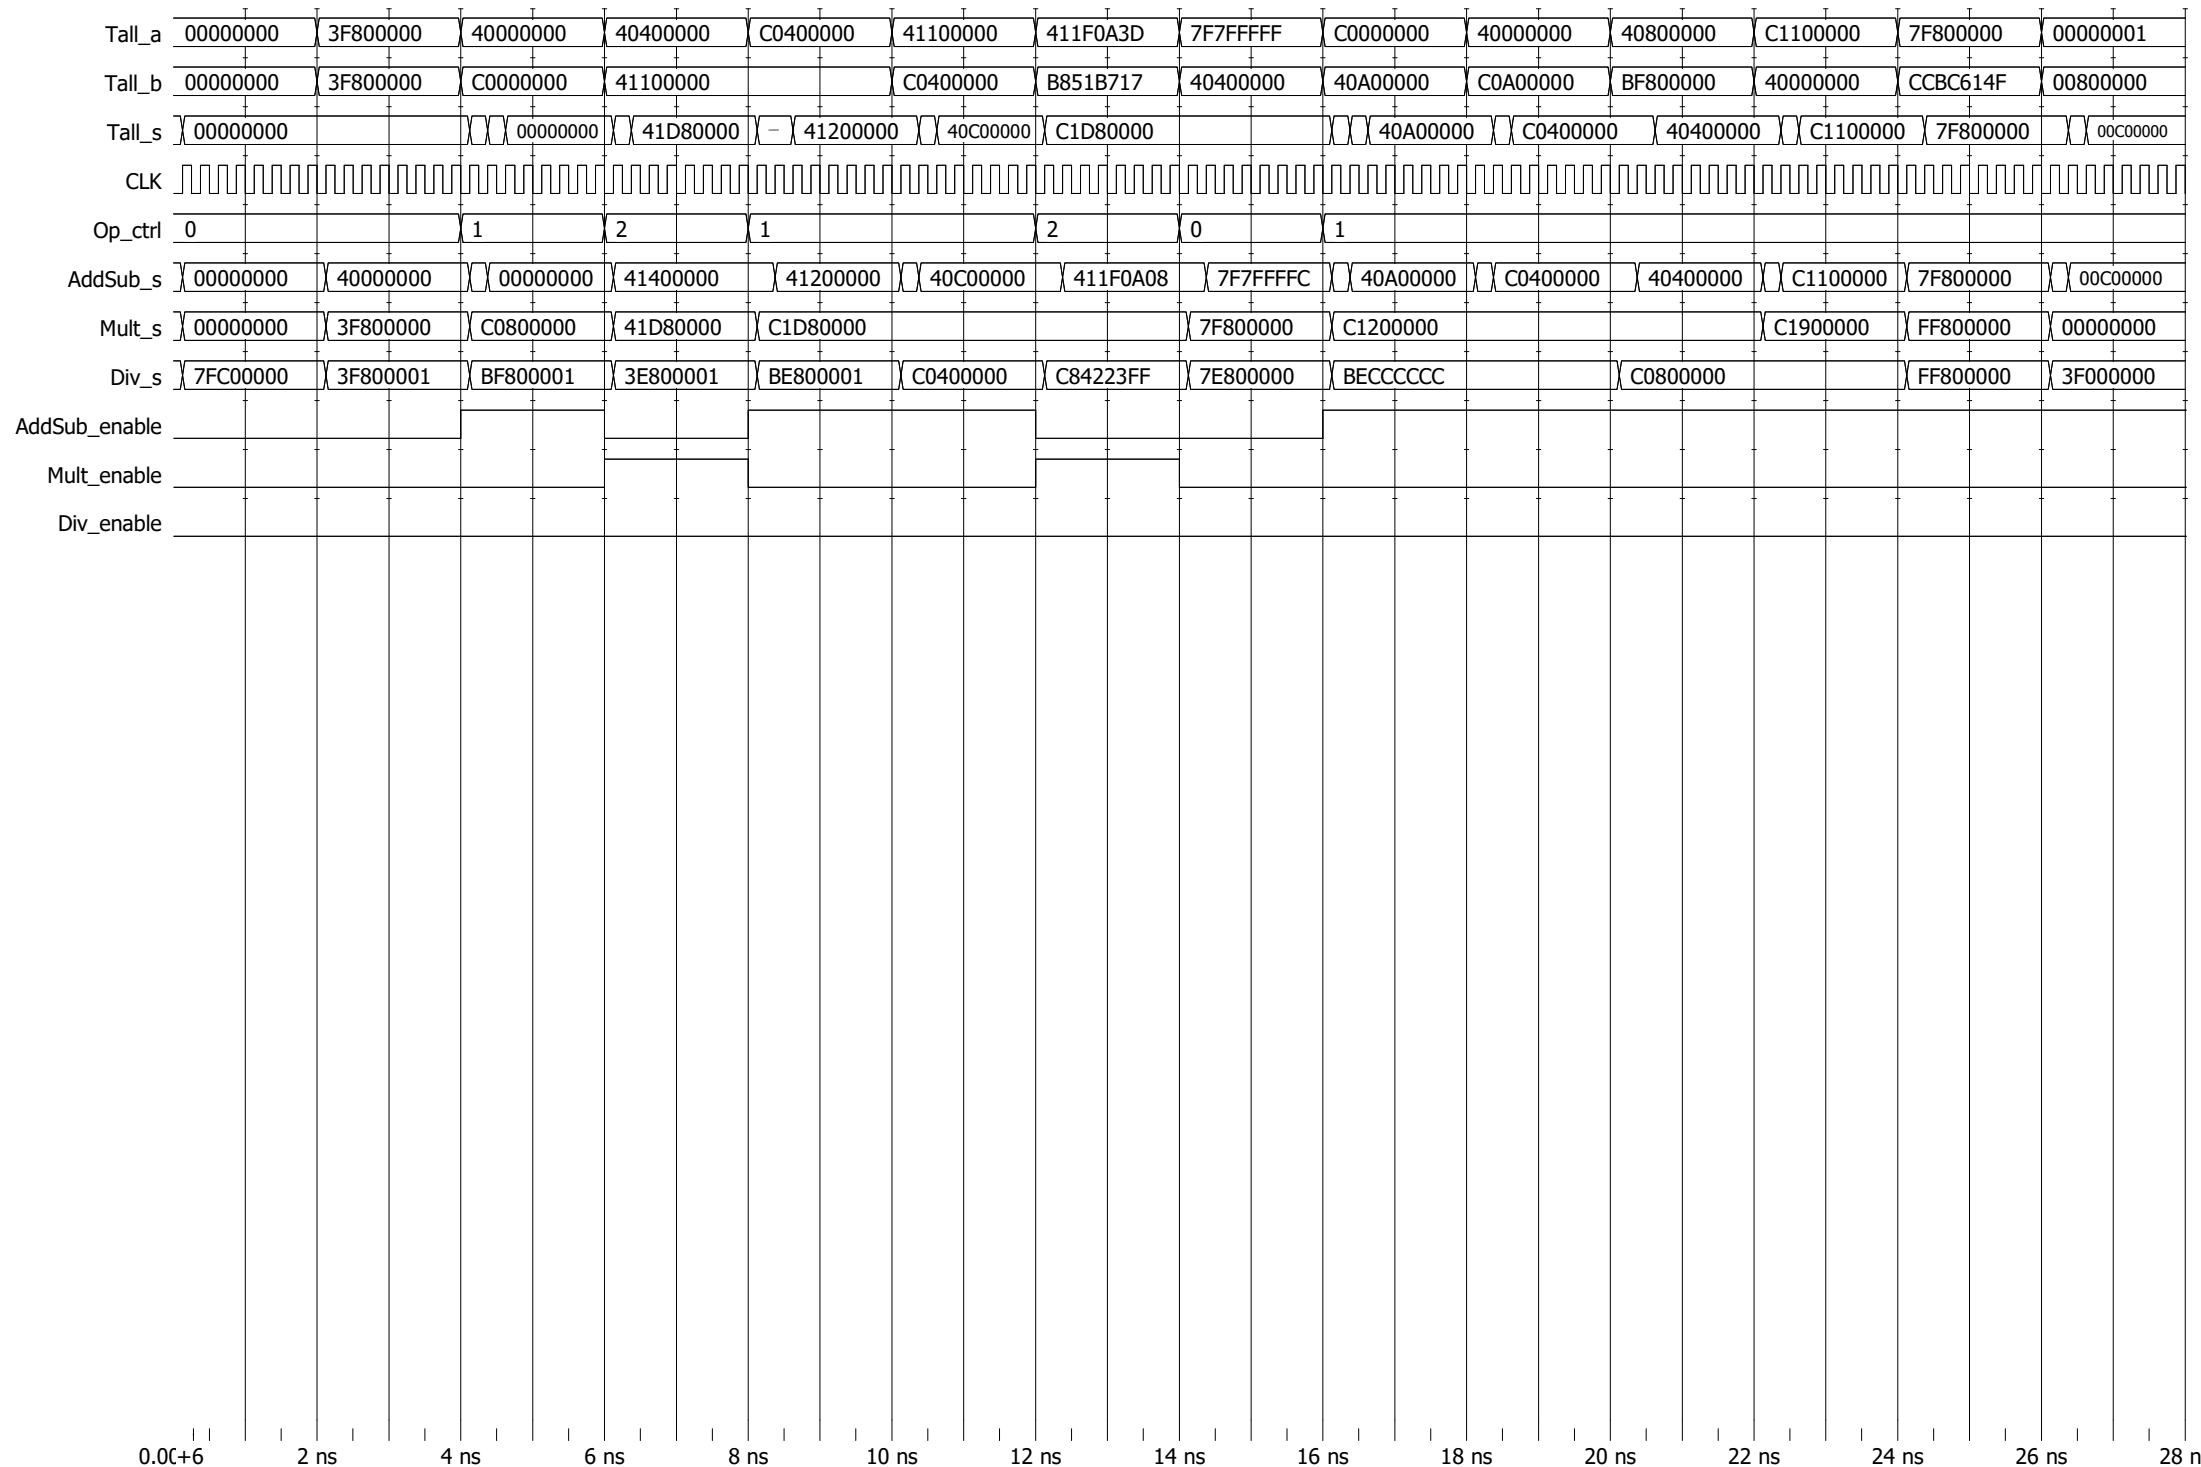 Tall_a 00000000 3F800000 40000000 40400000 C0400000 41100000 411F0A3D 7F7FFFFF C0000000 40000000 40800000 C1100000 7F800000 00000001
Tall_b 00000000 3F800000 C0000000 41100000 C0400000 B851B717 40400000 40A00000 C0A00000 BF800000 40000000 CCBC614F 00800000
Tall_s 00000000 00000000 41D80000 — 41200000 40C00000 C1D80000 40A00000 C0400000 40400000 C1100000 7F800000 00C00000
CLK
Op_ctrl 0 1 2 1 2 0 1
AddSub_s 00000000 40000000 00000000 41400000 41200000 40C00000 411F0A08 7F7FFFFC 40A00000 C0400000 40400000 C1100000 7F800000 00C00000
Mult_s 00000000 3F800000 C0800000 41D80000 C1D80000 7F800000 C1200000 C1900000 FF800000 00000000
Div_s 7FC00000 3F800001 BF800001 3E800001 BE800001 C0400000 C84223FF 7E800000 BECCCCCC C0800000 FF800000 3F000000
AddSub_enable
Mult_enable
Div_enable
2 ns 4 ns 6 ns 8 ns 10 ns 12 ns 14 ns 16 ns 18 ns 20 ns 22 ns 24 ns 26 ns 28 n